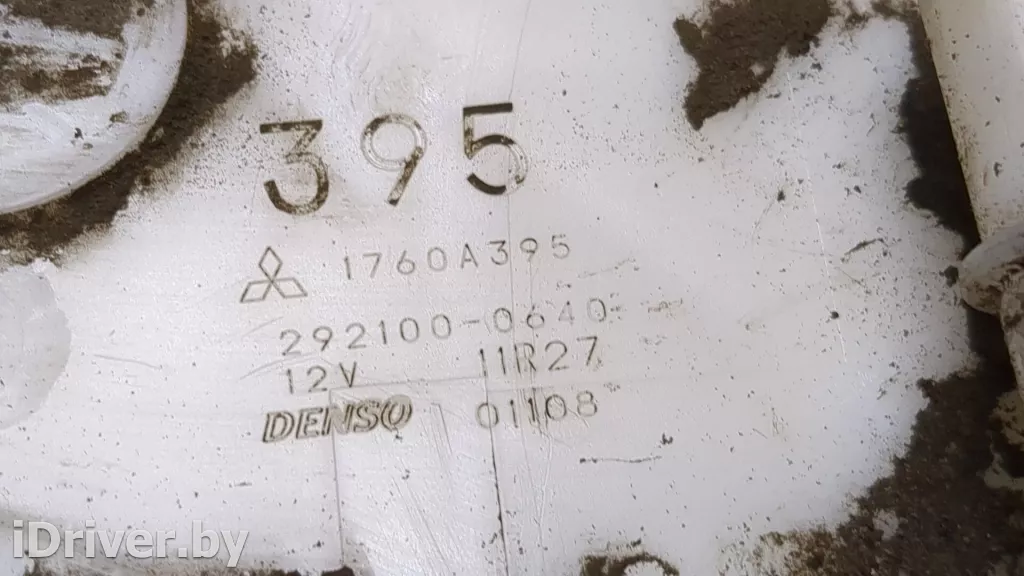 395
1760A395
292100-0640
12V 11R27
DENSO 01108
iDriver.by